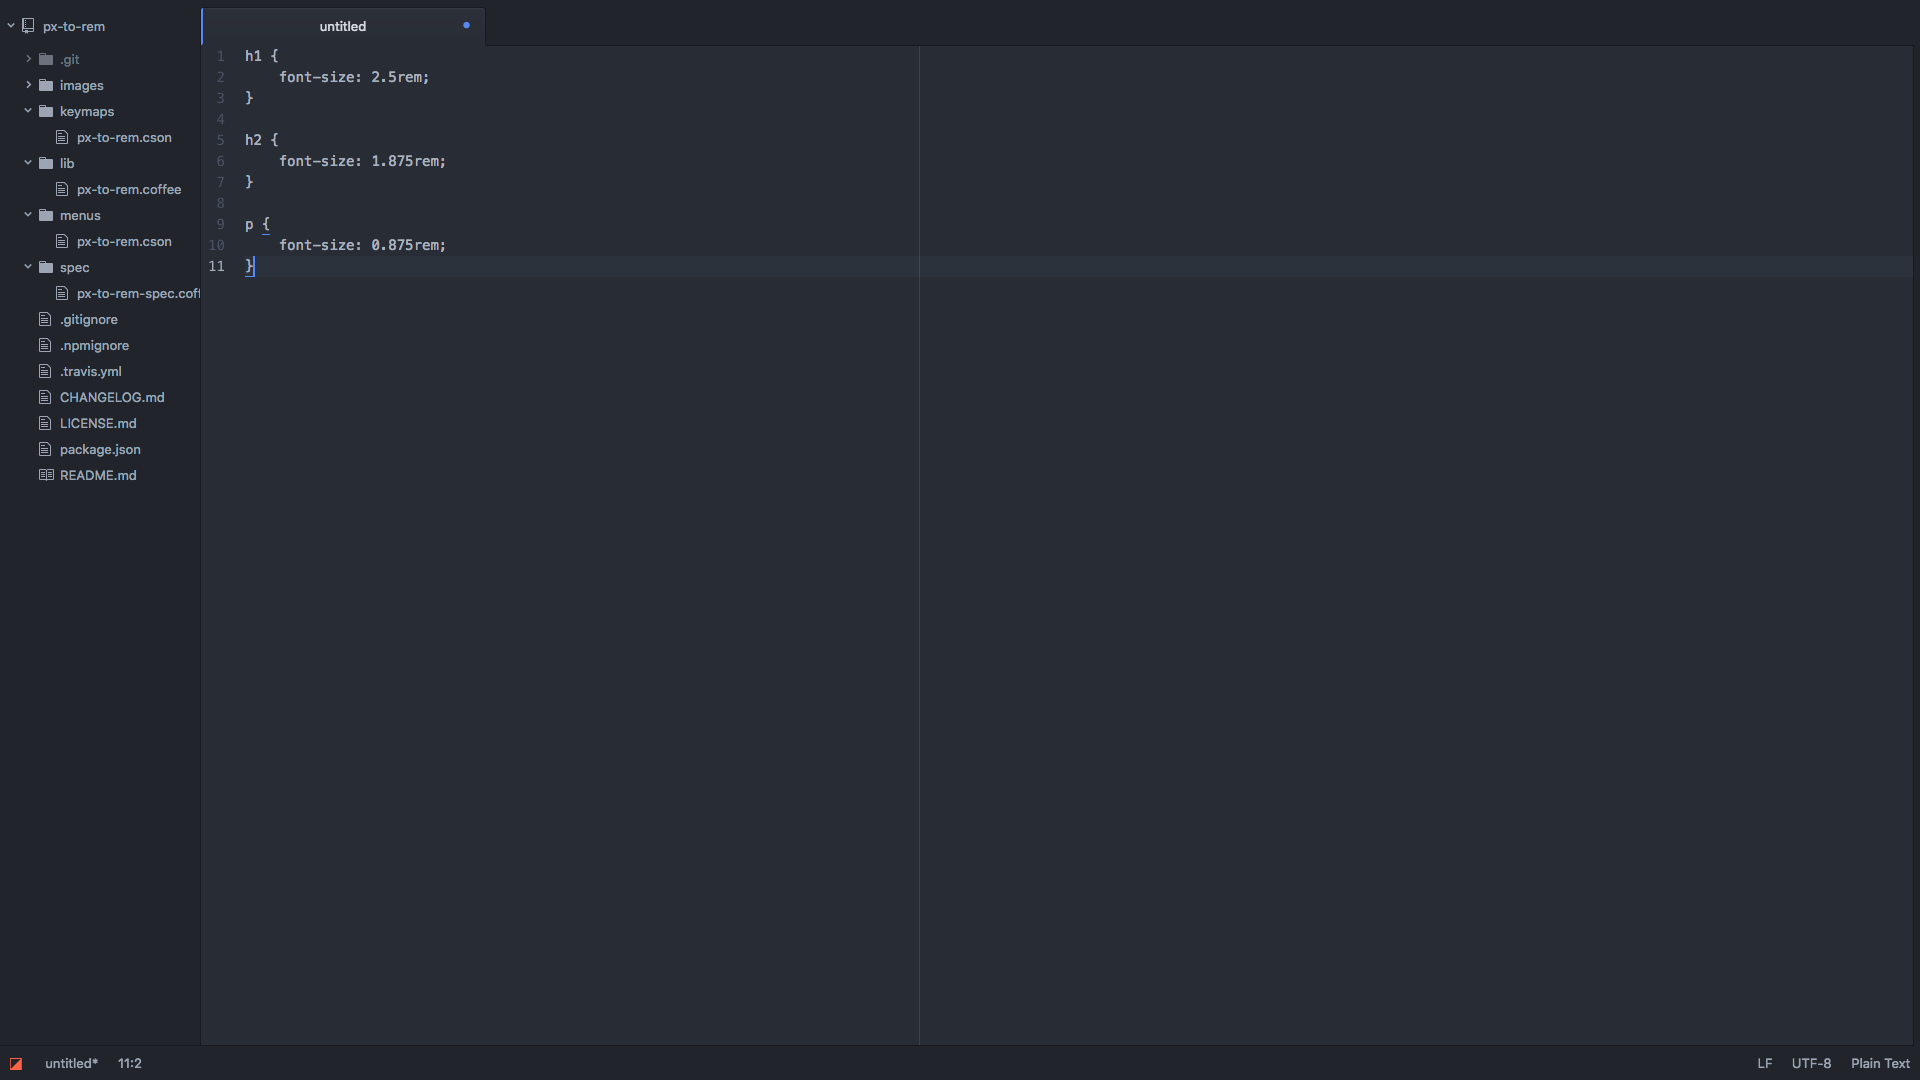 px-to-rem
.git
images
keymaps
px-to-rem.cson
lib
px-to-rem.coffee
menus
px-to-rem.cson
spec
px-to-rem-spec.coff
.gitignore
.npmignore
.travis.yml
CHANGELOG.md
LICENSE.md
package.json
README.md
untitled
1 h1 {
2     font-size: 2.5rem;
3 }
4
5 h2 {
6     font-size: 1.875rem;
7 }
8
9 p {
10     font-size: 0.875rem;
11 }
untitled* 11:2
LF UTF-8 Plain Text